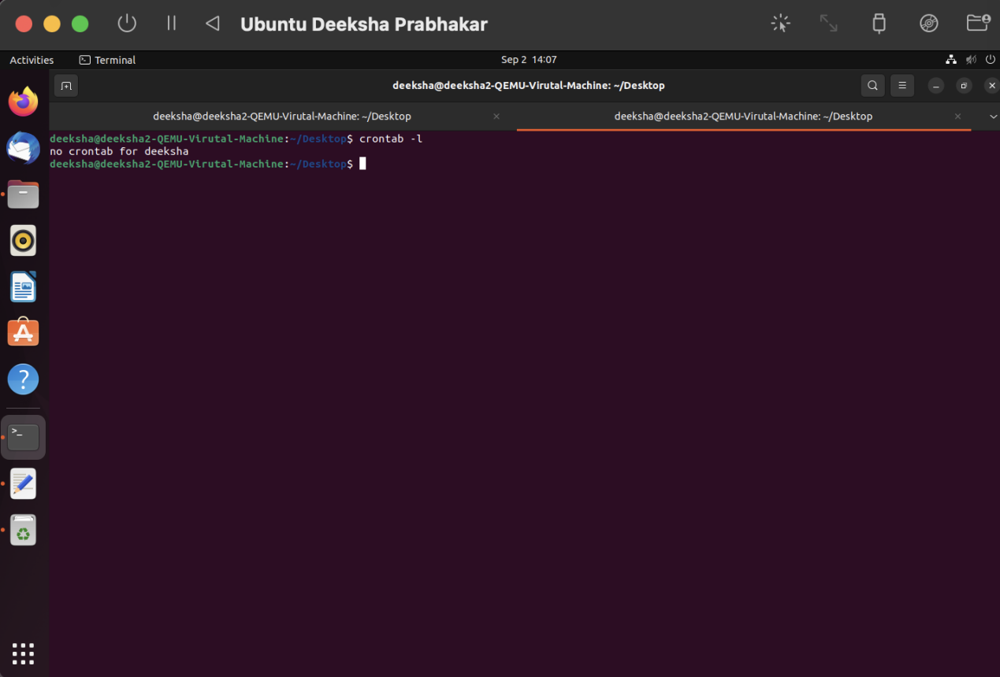 Ubuntu Deeksha Prabhakar
Activities
Terminal
Sep 2 14:07
deeksha@deeksha2-QEMU-Virutal-Machine: ~/Desktop
deeksha@deeksha2-QEMU-Virutal-Machine: ~/Desktop
deeksha@deeksha2-QEMU-Virutal-Machine: ~/Desktop
deeksha@deeksha2-QEMU-Virutal-Machine:~/Desktop$ crontab -l
no crontab for deeksha
deeksha@deeksha2-QEMU-Virutal-Machine:~/Desktop$